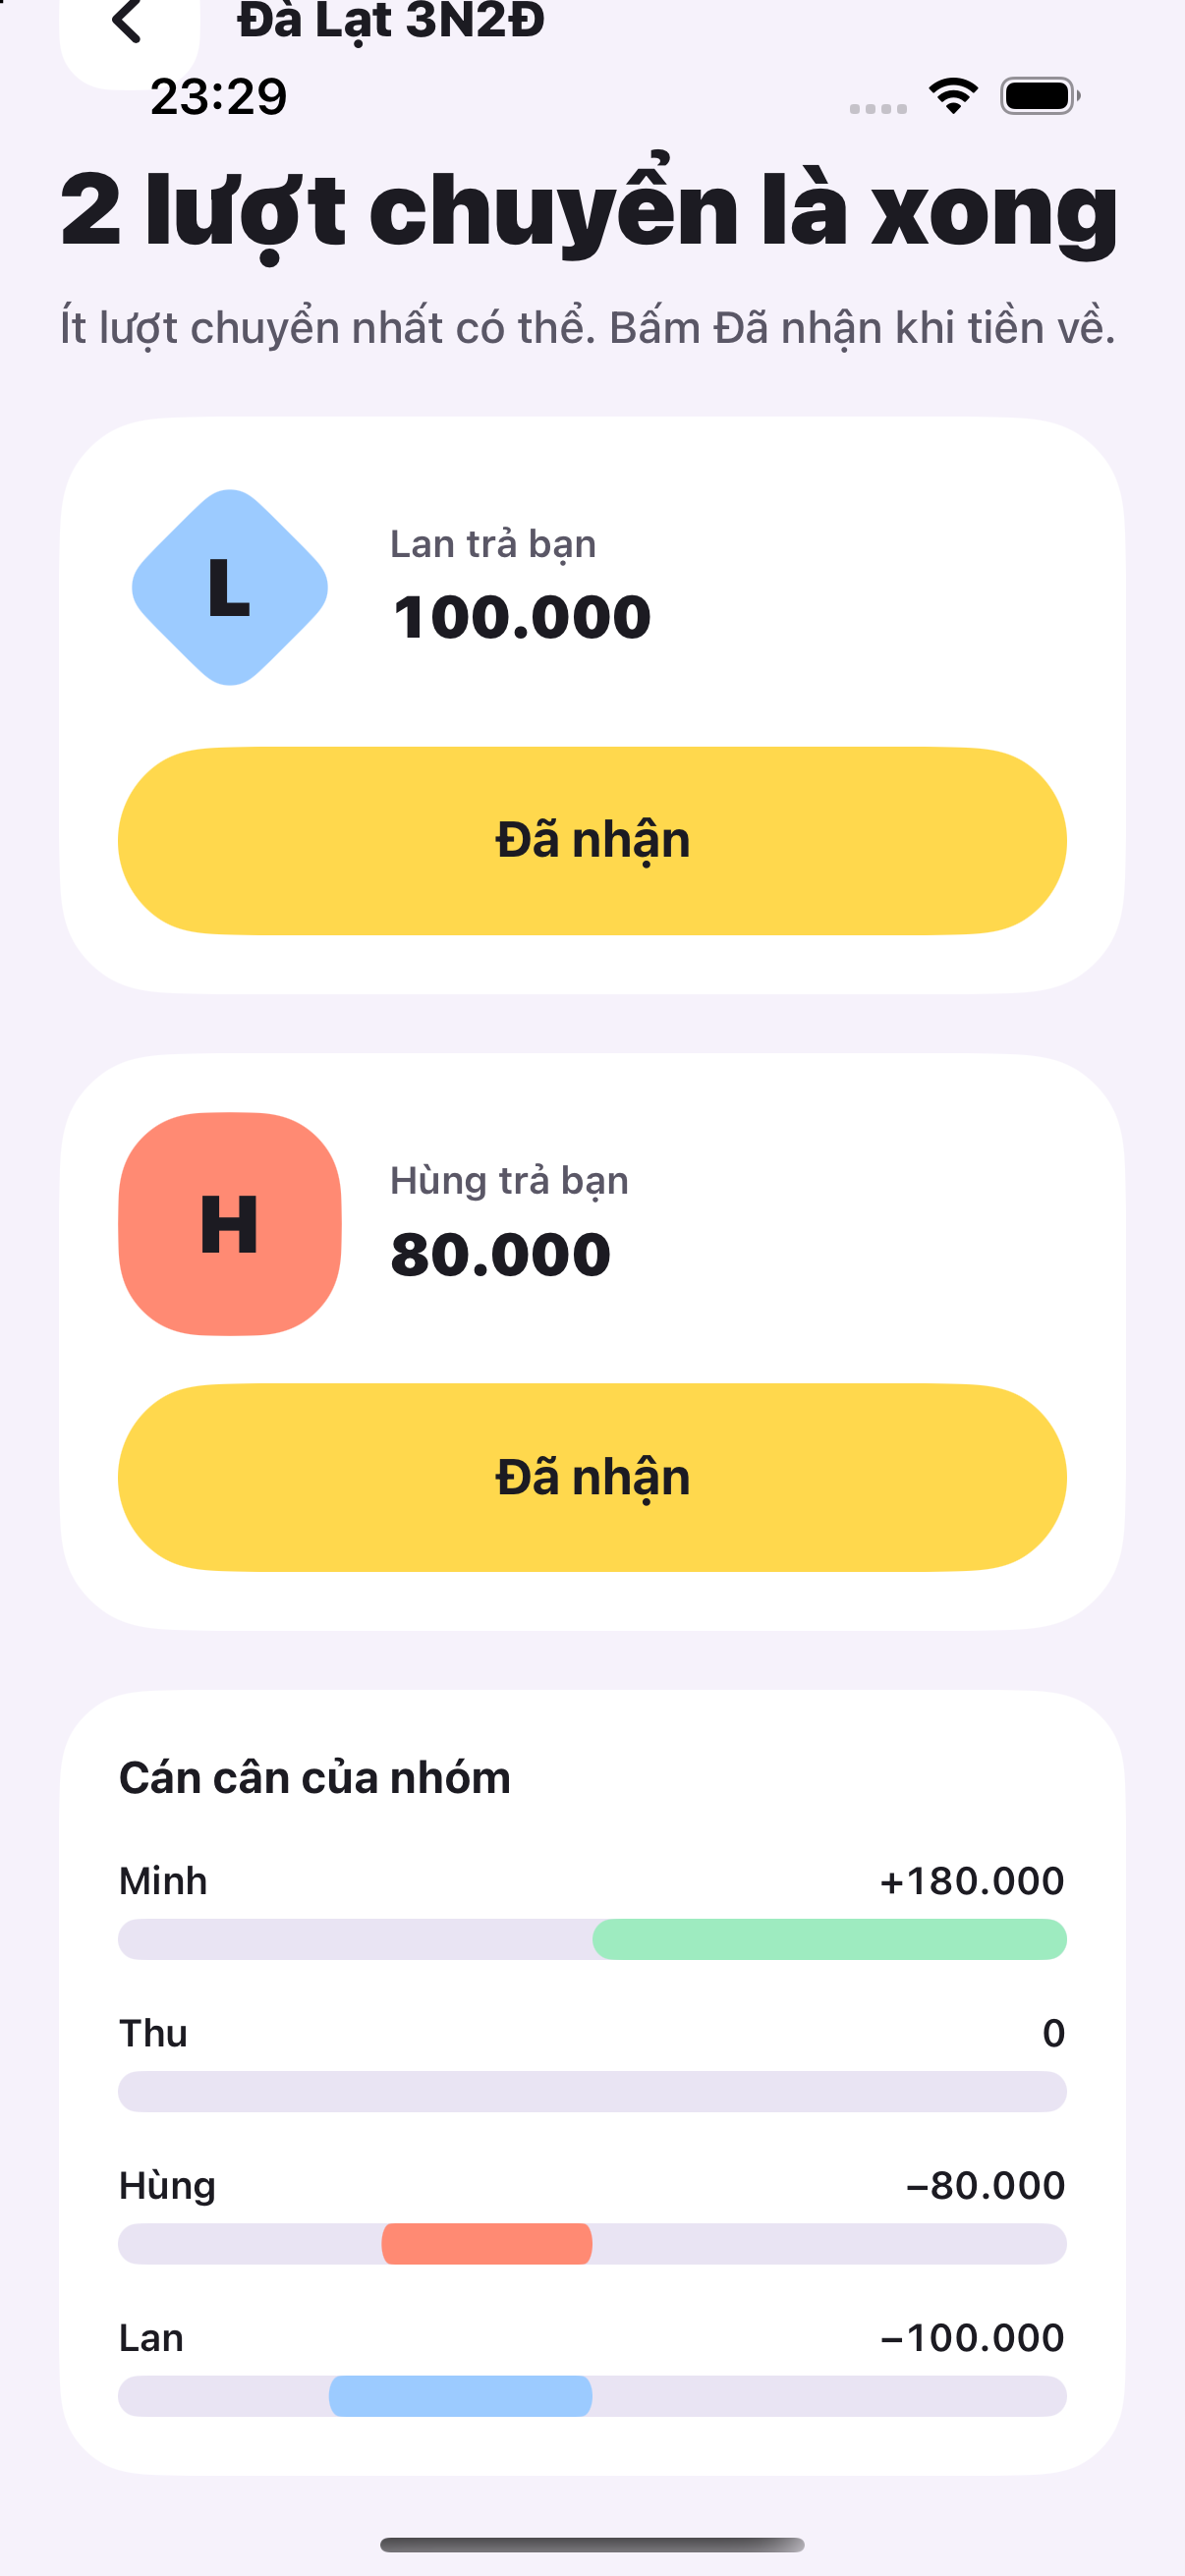 Đà Lạt 3N2Đ
23:29
2 lượt chuyển là xong
Ít lượt chuyển nhất có thể. Bấm Đã nhận khi tiền về.
L
Lan trả bạn
100.000
Đã nhận
H
Hùng trả bạn
80.000
Đã nhận
Cán cân của nhóm
Minh +180.000
Thu 0
Hùng –80.000
Lan –100.000